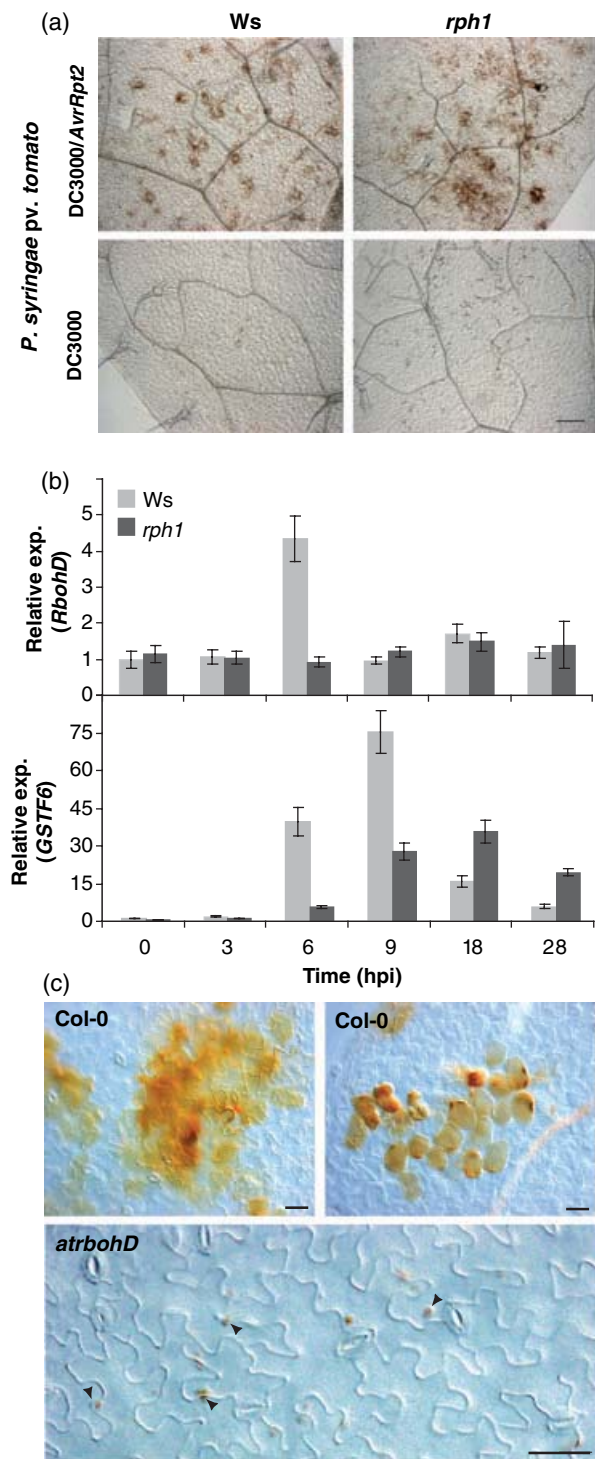 (a)
Ws
rph1
P. syringae pv. tomato
DC3000/AvrRpt2
DC3000
(b)
Ws
rph1
Relative exp.
(RbohD)
5
4
3
2
1
0
Relative exp.
(GSTF6)
75
60
45
30
15
0
0 3 6 9 18 28
Time (hpi)
(c)
Col-0
Col-0
atrbohD